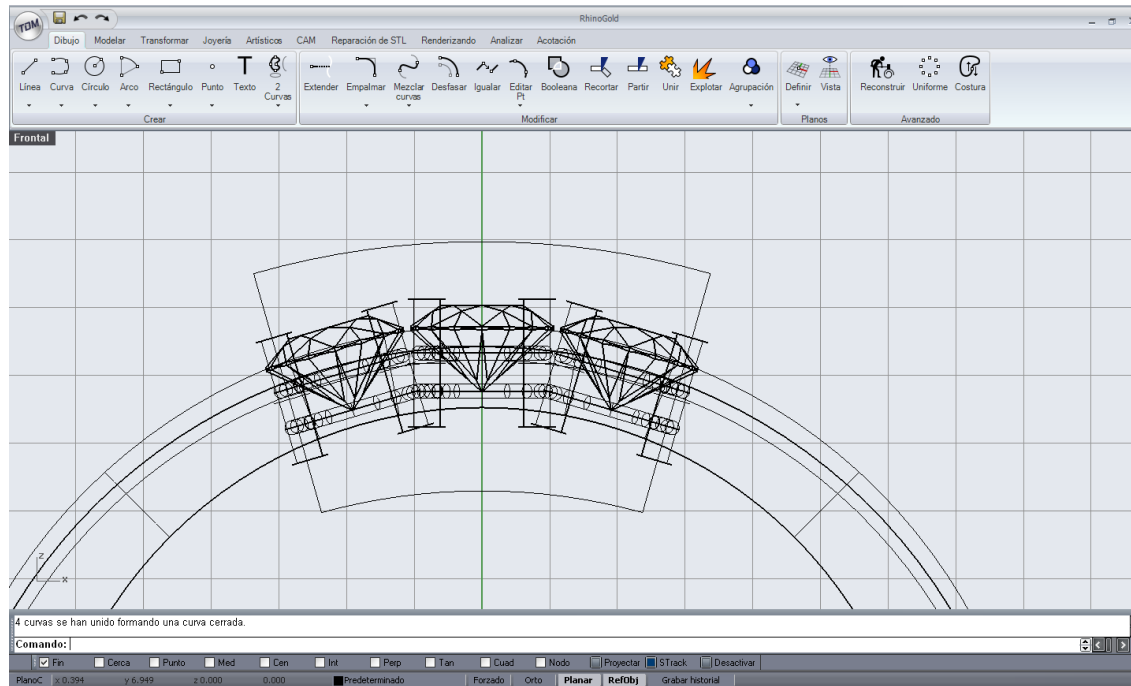 RhinoGold
TDM
Dibujo Modelar Transformar Joyería Artísticos CAM Reparación de STL Renderizando Analizar Acotación
Línea Curva Círculo Arco Rectángulo Punto Texto 2 Curvas Extender Empalmar Mezclar curvas Desfasar Igualar Editar Pt Booleana Recortar Partir Unir Explotar Agrupación Definir Vista Reconstruir Uniforme Costura
Crear Modificar Planos Avanzado
Frontal
z
x
4 curvas se han unido formando una curva cerrada.
Comando:
Fin Cerca Punto Med Cen Int Perp Tan Cuad Nodo Proyectar STrack Desactivar
PlanoC x 0.394 y 6.949 z 0.000 0.000 Predeterminado Forzado Orto Planar RefObj Grabar historial